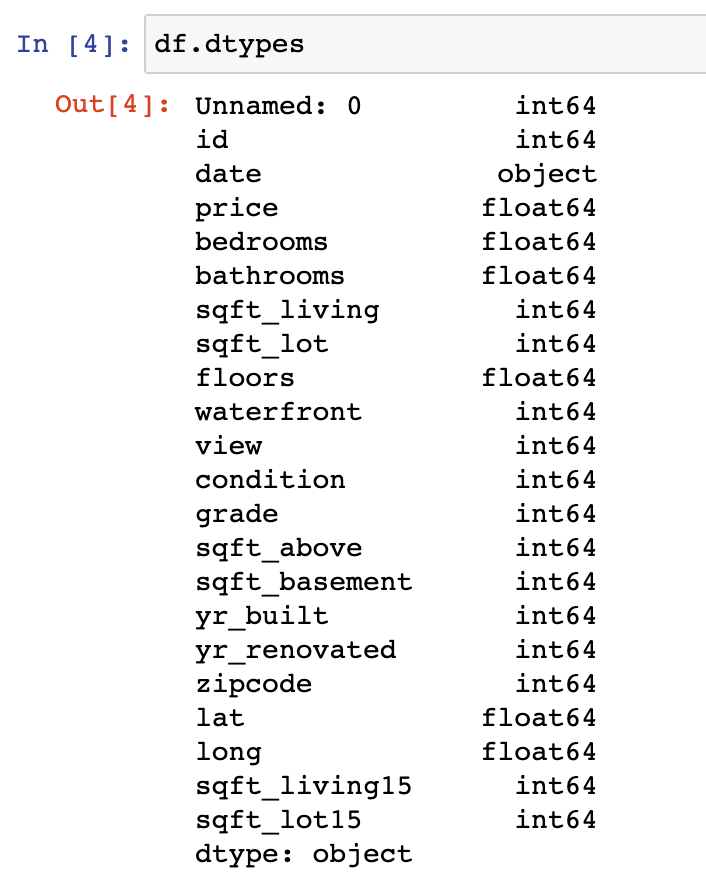 In [4]: df.dtypes
Out[4]: Unnamed: 0 int64
id int64
date object
price float64
bedrooms float64
bathrooms float64
sqft_living int64
sqft_lot int64
floors float64
waterfront int64
view int64
condition int64
grade int64
sqft_above int64
sqft_basement int64
yr_built int64
yr_renovated int64
zipcode int64
lat float64
long float64
sqft_living15 int64
sqft_lot15 int64
dtype: object